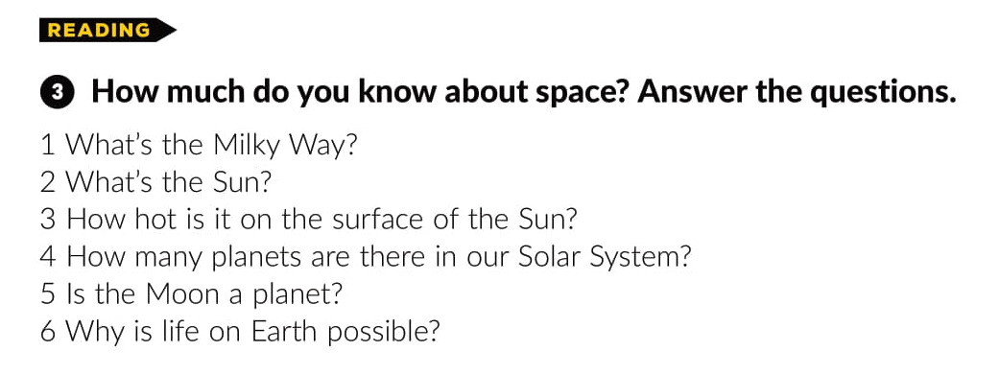 READING
3 How much do you know about space? Answer the questions.
1 What's the Milky Way?
2 What's the Sun?
3 How hot is it on the surface of the Sun?
4 How many planets are there in our Solar System?
5 Is the Moon a planet?
6 Why is life on Earth possible?